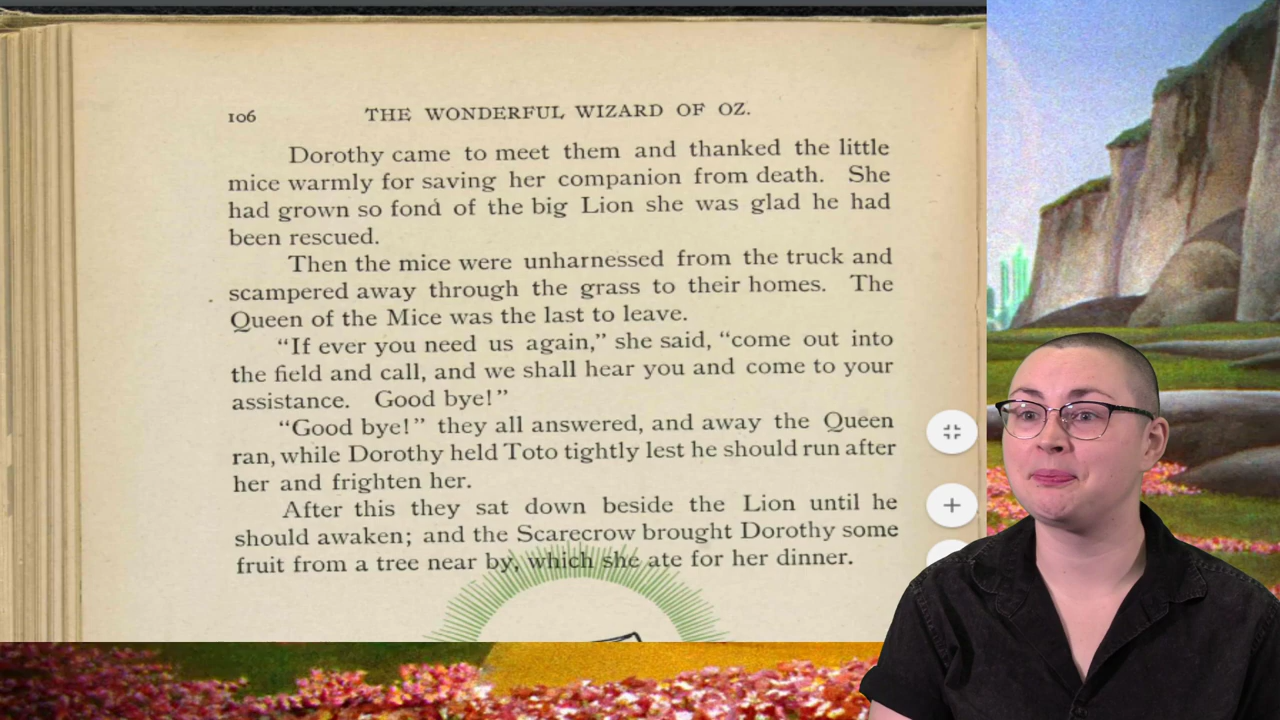 106 THE WONDERFUL WIZARD OF OZ.
Dorothy came to meet them and thanked the little
mice warmly for saving her companion from death. She
had grown so fond of the big Lion she was glad he had
been rescued.
Then the mice were unharnessed from the truck and
scampered away through the grass to their homes. The
Queen of the Mice was the last to leave.
“If ever you need us again,” she said, “come out into
the field and call, and we shall hear you and come to your
assistance. Good bye!”
“Good bye!” they all answered, and away the Queen
ran, while Dorothy held Toto tightly lest he should run after
her and frighten her.
After this they sat down beside the Lion until he
should awaken; and the Scarecrow brought Dorothy some
fruit from a tree near by, which she ate for her dinner.